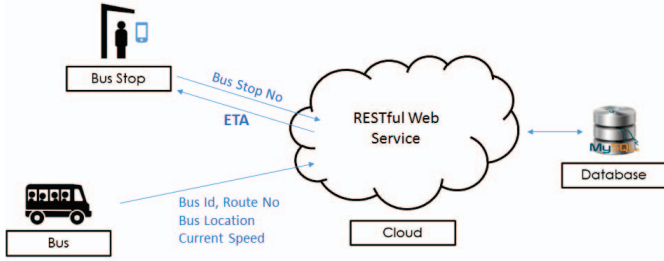 Bus Stop
Bus Stop No
ETA
RESTful Web
Service
MySQL
Database
Bus Id, Route No
Bus Location
Current Speed
Bus
Cloud